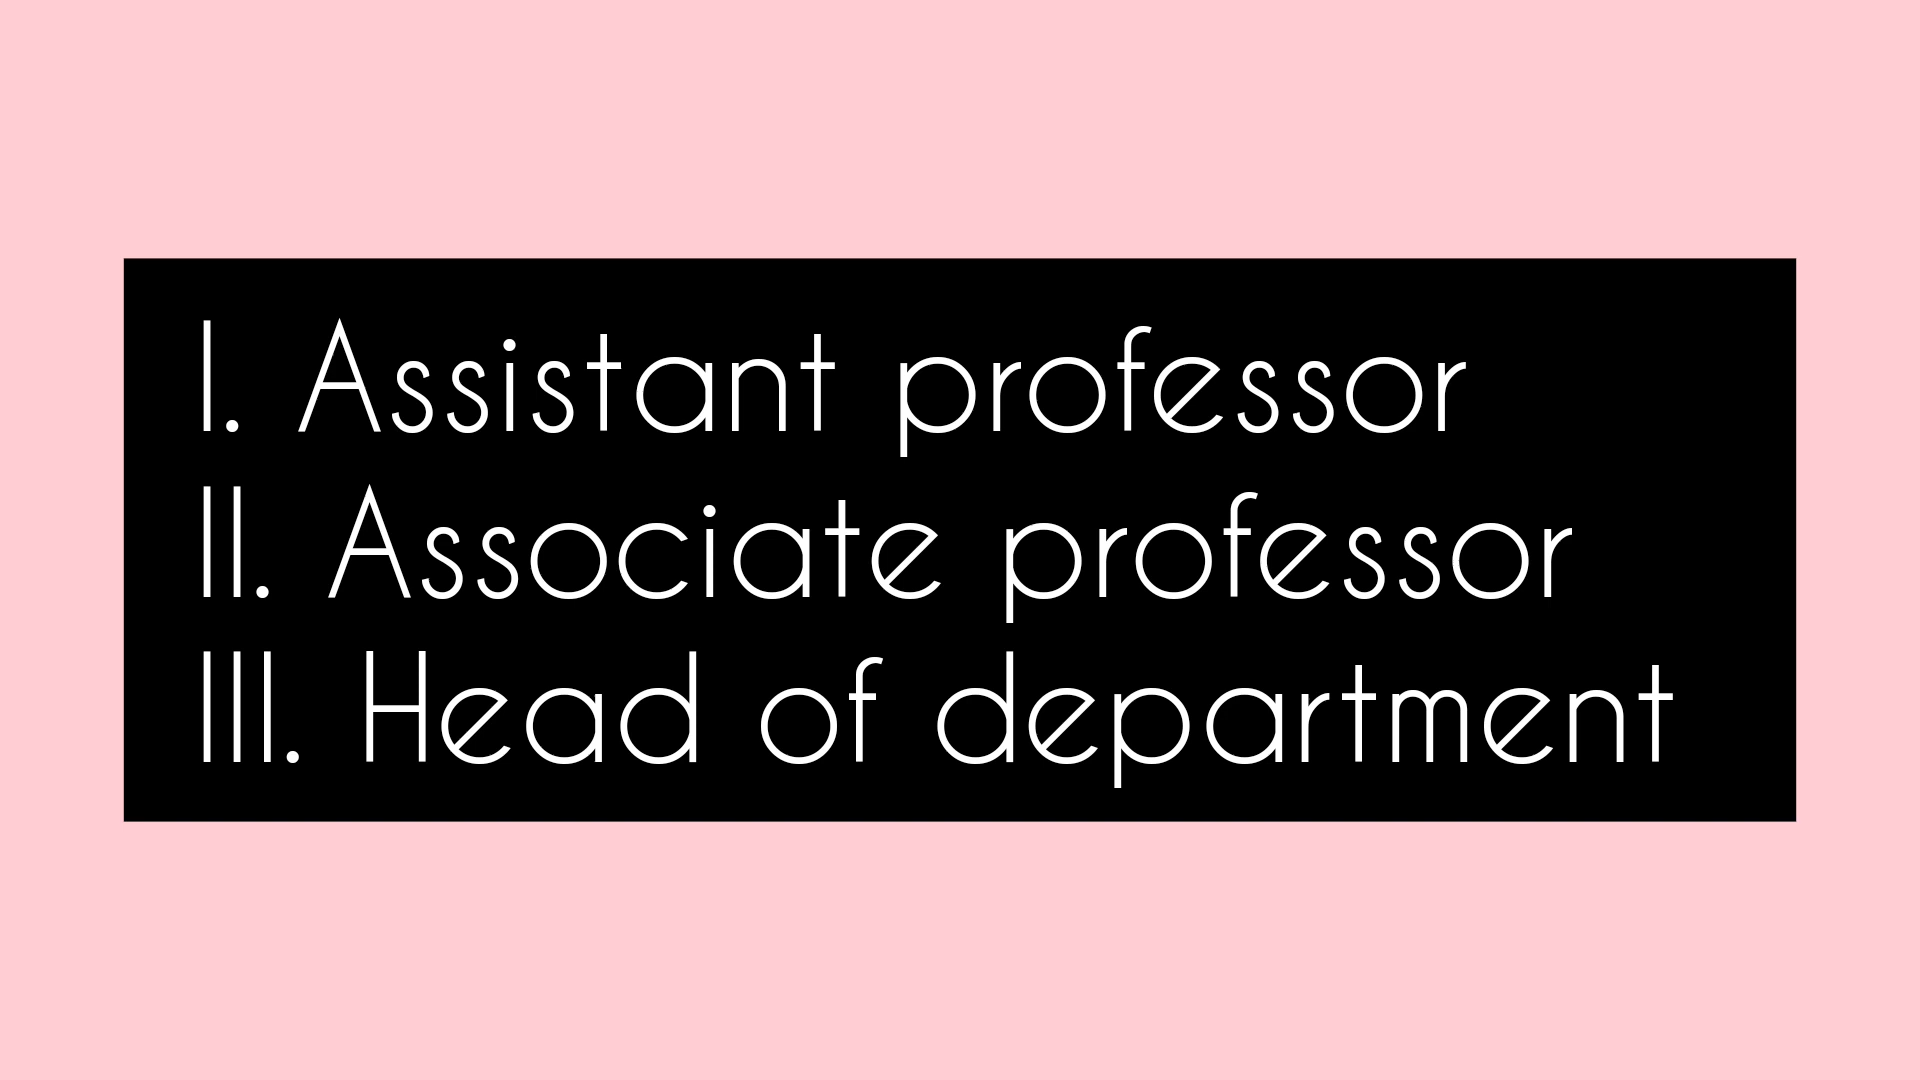 I. Assistant professor
II. Associate professor
III. Head of department